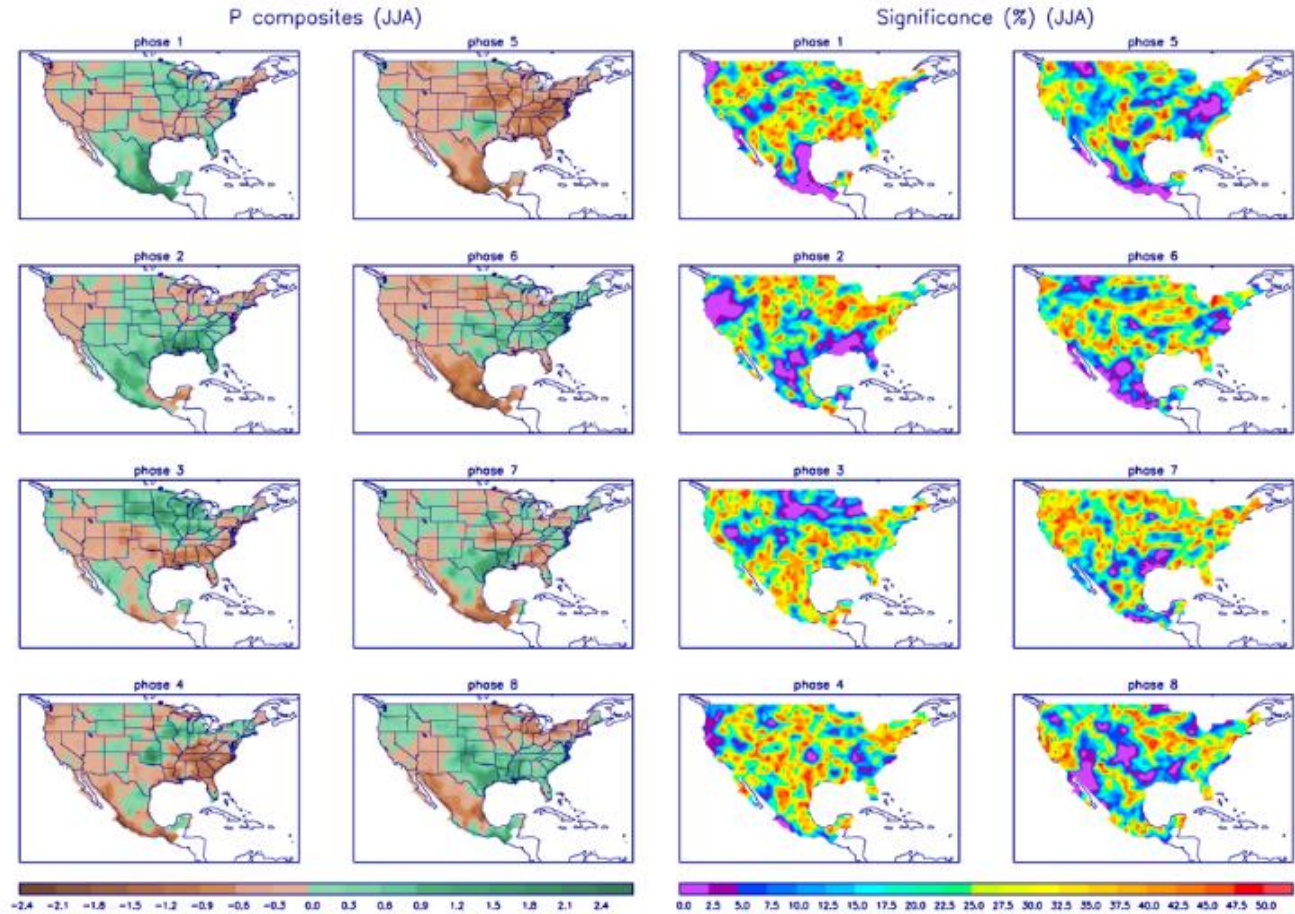 P composites (JJA)
Significance (%) (JJA)
phase 1
phase 5
phase 1
phase 5
phase 2
phase 6
phase 2
phase 6
phase 3
phase 7
phase 3
phase 7
phase 4
phase 8
phase 4
phase 8
-2.4 -2.1 -1.8 -1.5 -1.2 -0.9 -0.6 -0.3 0.0 0.3 0.6 0.9 1.2 1.5 1.8 2.1 2.4
0.0 2.5 5.0 7.5 10.0 12.5 15.0 17.5 20.0 22.5 25.0 27.5 30.0 32.5 35.0 37.5 40.0 42.5 45.0 47.5 50.0